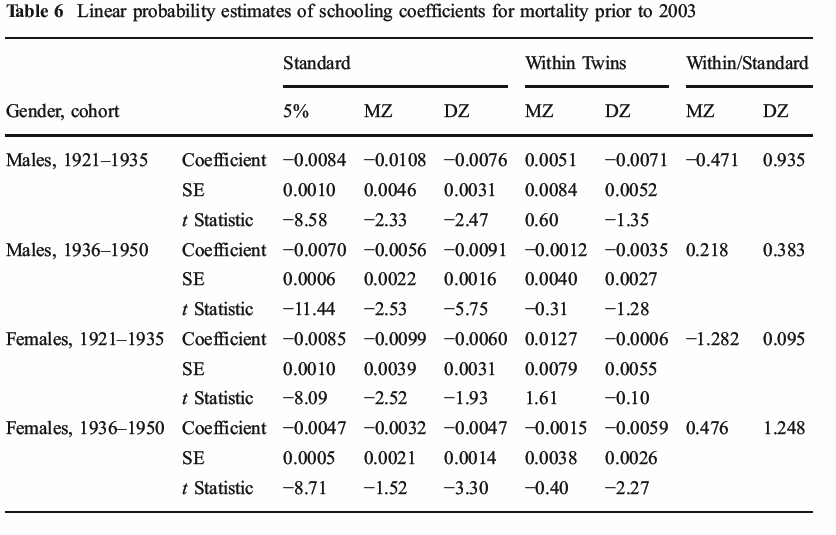 Table 6 Linear probability estimates of schooling coefficients for mortality prior to 2003
Standard Within Twins Within/Standard
Gender, cohort 5% MZ DZ MZ DZ MZ DZ
Males, 1921–1935 Coefficient −0.0084 −0.0108 −0.0076 0.0051 −0.0071 −0.471 0.935
SE 0.0010 0.0046 0.0031 0.0084 0.0052
t Statistic −8.58 −2.33 −2.47 0.60 −1.35
Males, 1936–1950 Coefficient −0.0070 −0.0056 −0.0091 −0.0012 −0.0035 0.218 0.383
SE 0.0006 0.0022 0.0016 0.0040 0.0027
t Statistic −11.44 −2.53 −5.75 −0.31 −1.28
Females, 1921–1935 Coefficient −0.0085 −0.0099 −0.0060 0.0127 −0.0006 −1.282 0.095
SE 0.0010 0.0039 0.0031 0.0079 0.0055
t Statistic −8.09 −2.52 −1.93 1.61 −0.10
Females, 1936–1950 Coefficient −0.0047 −0.0032 −0.0047 −0.0015 −0.0059 0.476 1.248
SE 0.0005 0.0021 0.0014 0.0038 0.0026
t Statistic −8.71 −1.52 −3.30 −0.40 −2.27